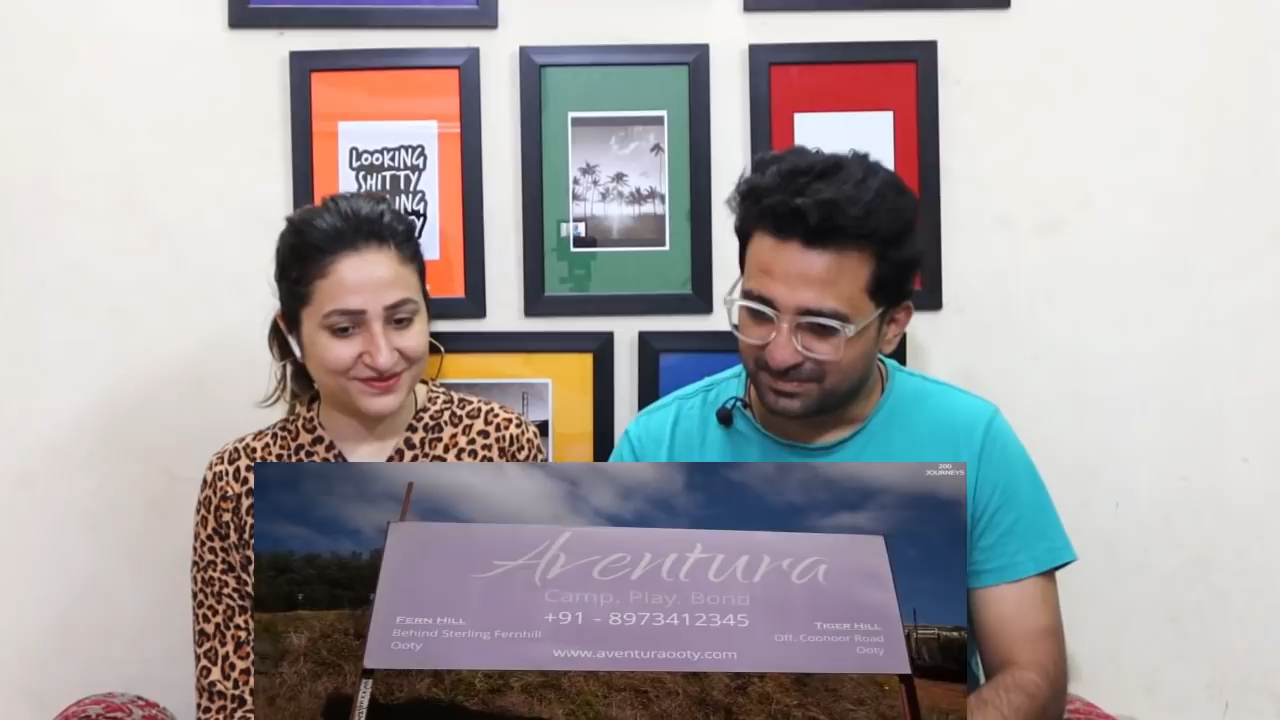 LOOKING
SHITTY
200
JOURNEYS
Aventura
Camp. Play. Bond
+91 - 8973412345
FERN HILL
Behind Sterling Fernhill
Ooty
TIGER HILL
Off. Coonoor Road
Ooty
www.aventuraooty.com